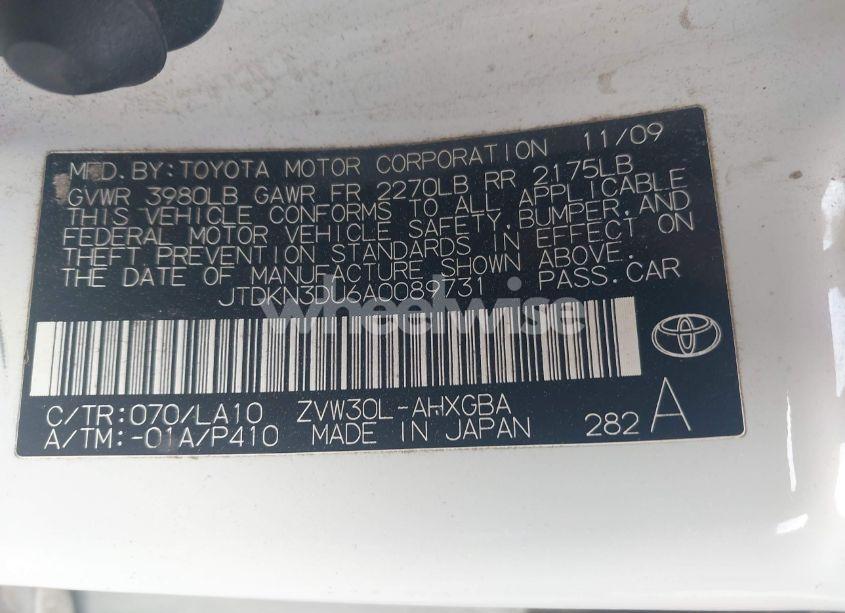 MFD. BY: TOYOTA MOTOR CORPORATION 11/09
GVWR 3980LB GAWR FR 2270LB RR 2175LB
THIS VEHICLE CONFORMS TO ALL APPLICABLE
FEDERAL MOTOR VEHICLE SAFETY, BUMPER, AND
THEFT PREVENTION STANDARDS IN EFFECT ON
THE DATE OF MANUFACTURE SHOWN ABOVE.
JTDKN3DU6A0089731 PASS. CAR
wheelwise
C/TR: 070/LA10 ZVW30L-AHXGBA
A/TM: -01A/P410 MADE IN JAPAN 282 A